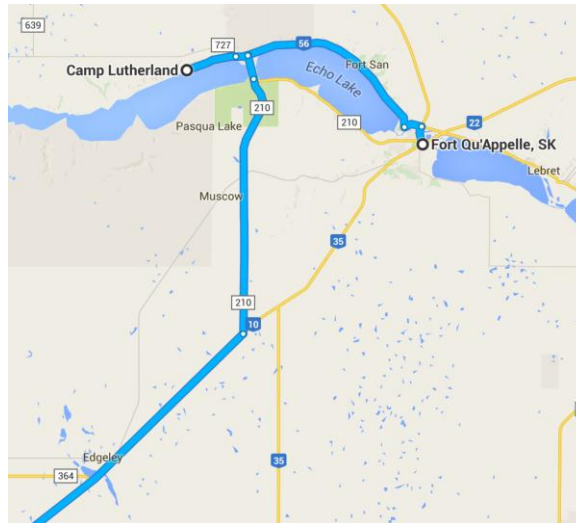 639
727
56
Camp Lutherland
Fort San
Echo Lake
210
210
22
Pasqua Lake
Fort Qu'Appelle, SK
Lebret
Muscow
35
210
10
Edgeley
35
364